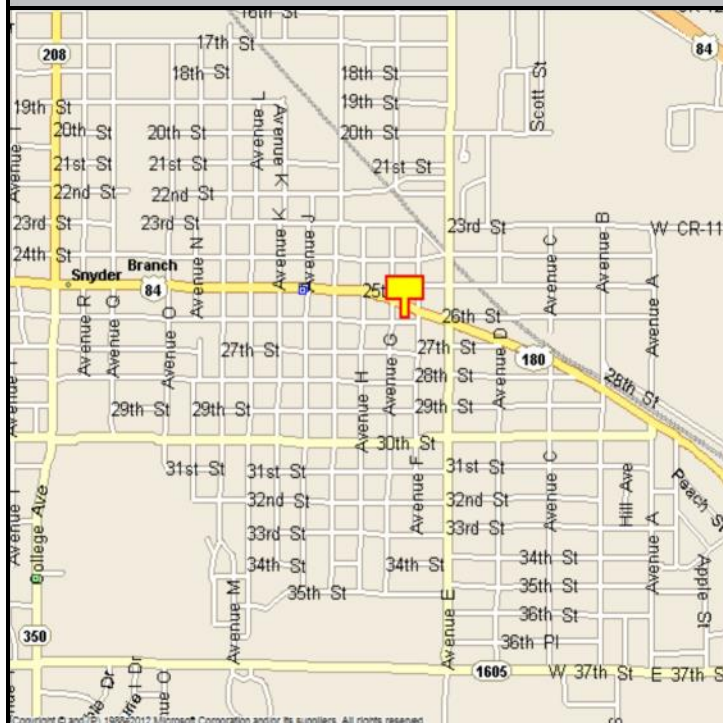 16th St
CR-12
84
17th St
208
18th St
18th St
Scott St
19th St
19th St
Avenue L
Avenue K
20th St
20th St
20th St
21st St
21st St
21st St
22nd St
22nd St
23rd St
23rd St
23rd St
W CR-11
24th St
Avenue N
Avenue K
Avenue J
Avenue C
Avenue B
Branch
Snyder
84
25t
Avenue A
26th St
Avenue R
Avenue Q
Avenue O
27th St
Avenue G
27th St
Avenue D
180
28th St
28th St
29th St
29th St
Avenue H
29th St
30th St
31st St
31st St
Avenue F
31st St
Avenue C
Hill Ave
Peach St
32nd St
32nd St
33rd St
33rd St
Avenue I
College Ave
34th St
34th St
34th St
Avenue A
Apple St
35th St
35th St
Avenue M
Avenue E
36th St
350
36th Pl
1605
W 37th St
E 37th S
Avenue O
Copyright © and (P) 1988–2012 Microsoft Corporation and/or its suppliers. All rights reserved.